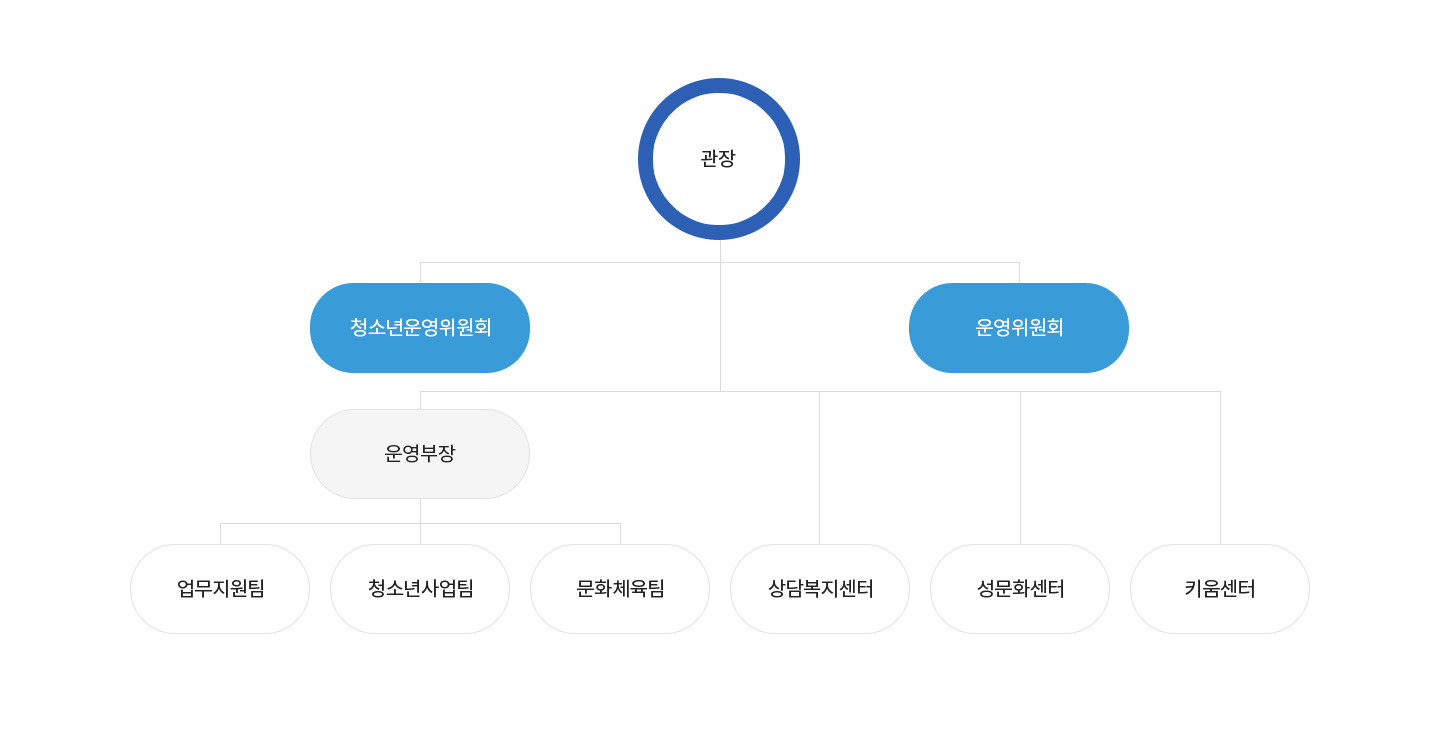 관장
청소년운영위원회
운영위원회
운영부장
업무지원팀
청소년사업팀
문화체육팀
상담복지센터
성문화센터
키움센터